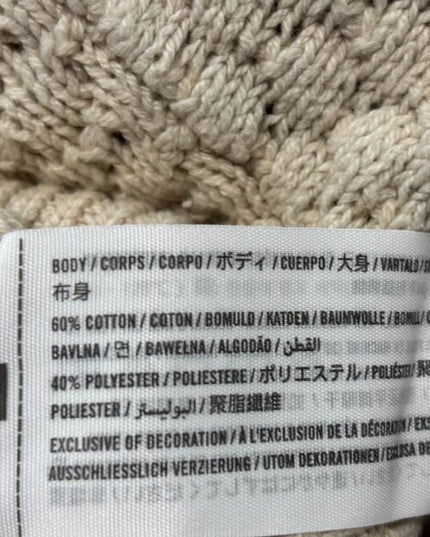 BODY / CORPS / CORPO / ボディ / CUERPO / 大身 / VARTALO /
布身
60% COTTON / COTON / BOMULD / KATOEN / BAUMWOLLE /
BAVLNA / 면 / BAWEŁNA / ALGODÃO / القطن
40% POLYESTER / POLIESTERE / ポリエステル / POLIÉSTER /
POLIESTER / البوليستر / 聚脂纖維
EXCLUSIVE OF DECORATION / À L'EXCLUSION DE LA DÉCORATION /
AUSSCHLIESSLICH VERZIERUNG / UTOM DEKORATIONEN / DE